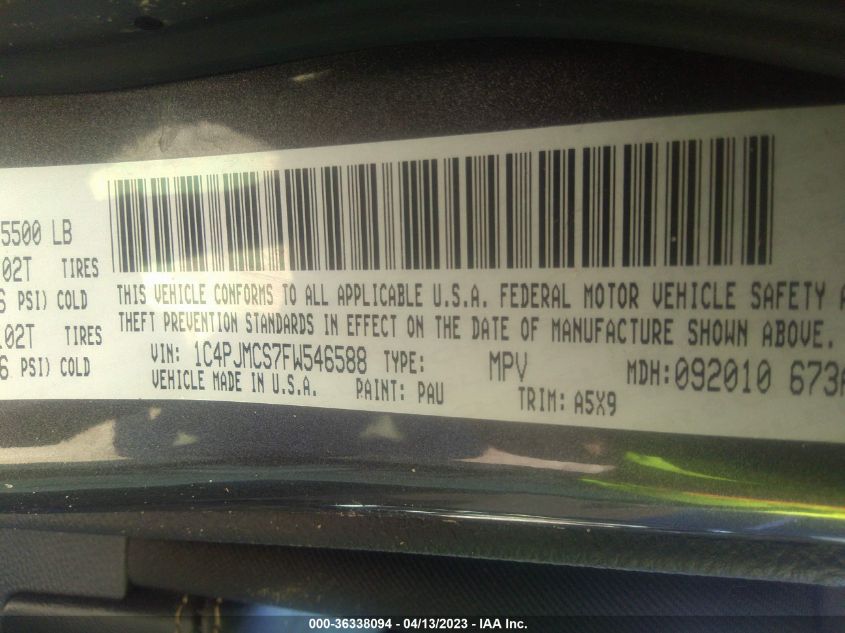 5500 LB
02T TIRES
6 PSI) COLD
102T TIRES
6 PSI) COLD
THIS VEHICLE CONFORMS TO ALL APPLICABLE U.S.A. FEDERAL MOTOR VEHICLE SAFETY A
THEFT PREVENTION STANDARDS IN EFFECT ON THE DATE OF MANUFACTURE SHOWN ABOVE.
VIN: 1C4PJMCS7FW546588 TYPE: MPV MDH:092010 673A
VEHICLE MADE IN U.S.A. PAINT: PAU TRIM: A5X9
000-36338094 - 04/13/2023 - IAA Inc.